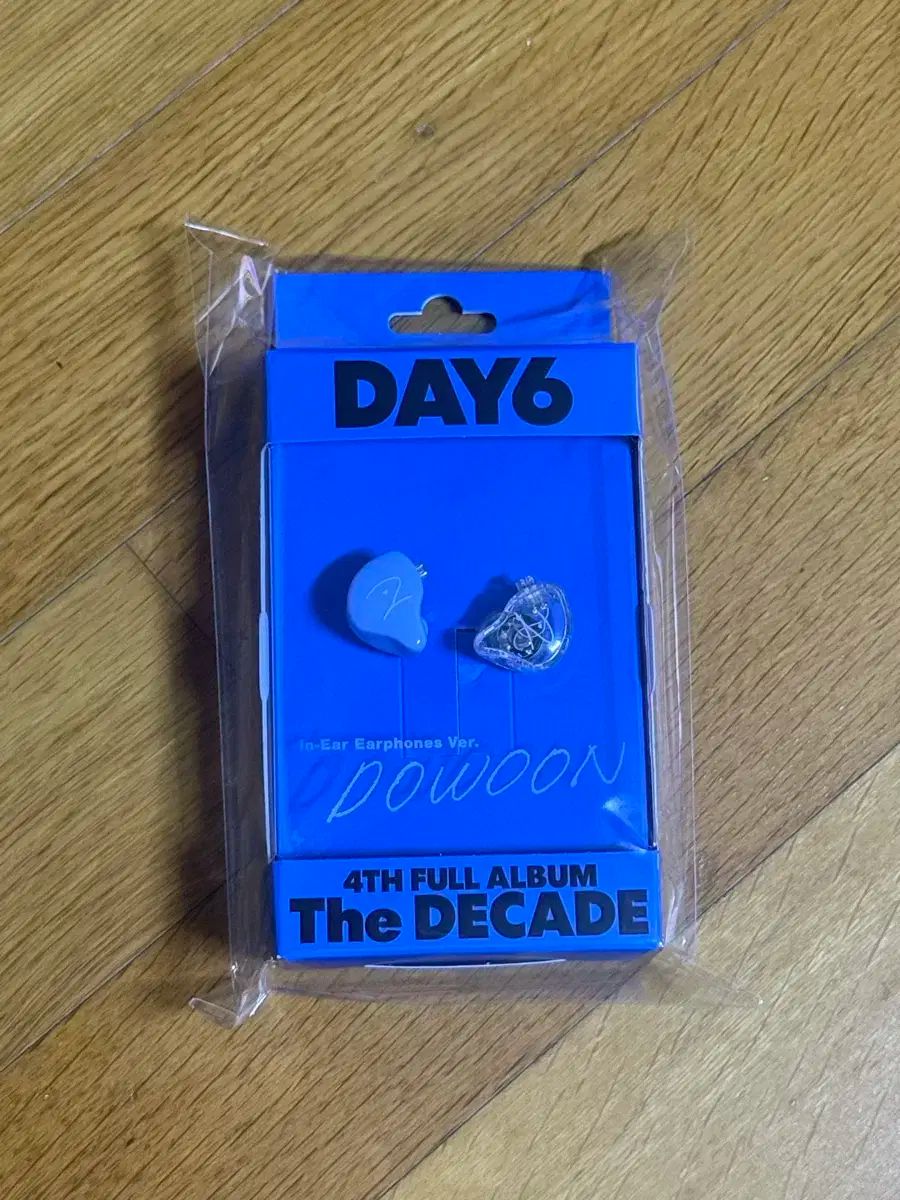 DAY6
In-Ear Earphones Ver.
DOWOON
4TH FULL ALBUM
The DECADE